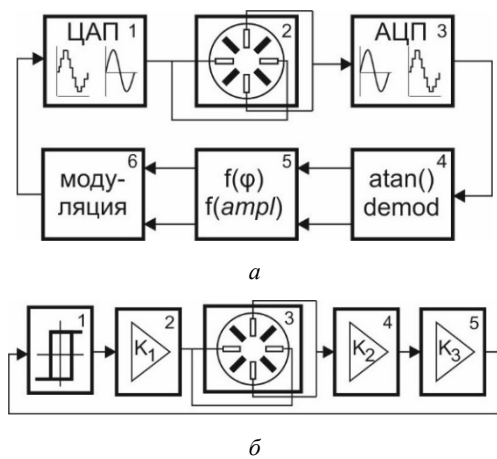 ЦАП 1
2
АЦП 3
6
моду-
ляция
5
f(φ)
f(ampl)
4
atan()
demod
а
1
2
K₁
3
4
K₂
5
K₃
б